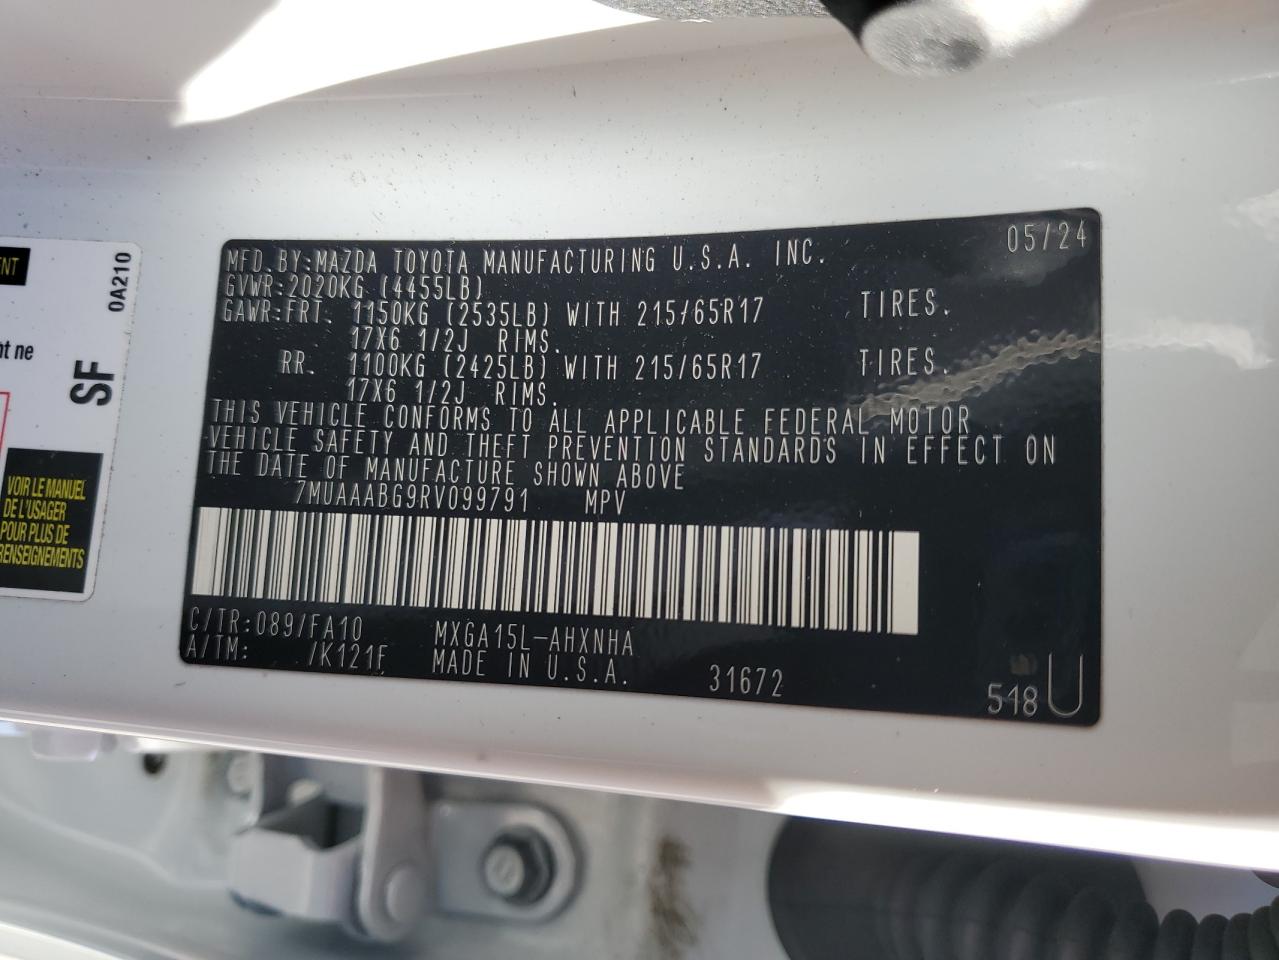 MFD. BY: MAZDA TOYOTA MANUFACTURING U.S.A. INC. 05/24
GVWR: 2020KG (4455LB)
GAWR: FRT. 1150KG (2535LB) WITH 215/65R17 TIRES.
17X6 1/2J RIMS.
RR. 1100KG (2425LB) WITH 215/65R17 TIRES.
17X6 1/2J RIMS.
THIS VEHICLE CONFORMS TO ALL APPLICABLE FEDERAL MOTOR
VEHICLE SAFETY AND THEFT PREVENTION STANDARDS IN EFFECT ON
THE DATE OF MANUFACTURE SHOWN ABOVE
7MUAAABG9RV099791 MPV
C/TR: 089/FA10 MXGA15L-AHXNHA
A/TM: /K121F MADE IN U.S.A. 31672 518 U
0A210
SF
nt ne
VOIR LE MANUEL
DE L'USAGER
POUR PLUS DE
RENSEIGNEMENTS